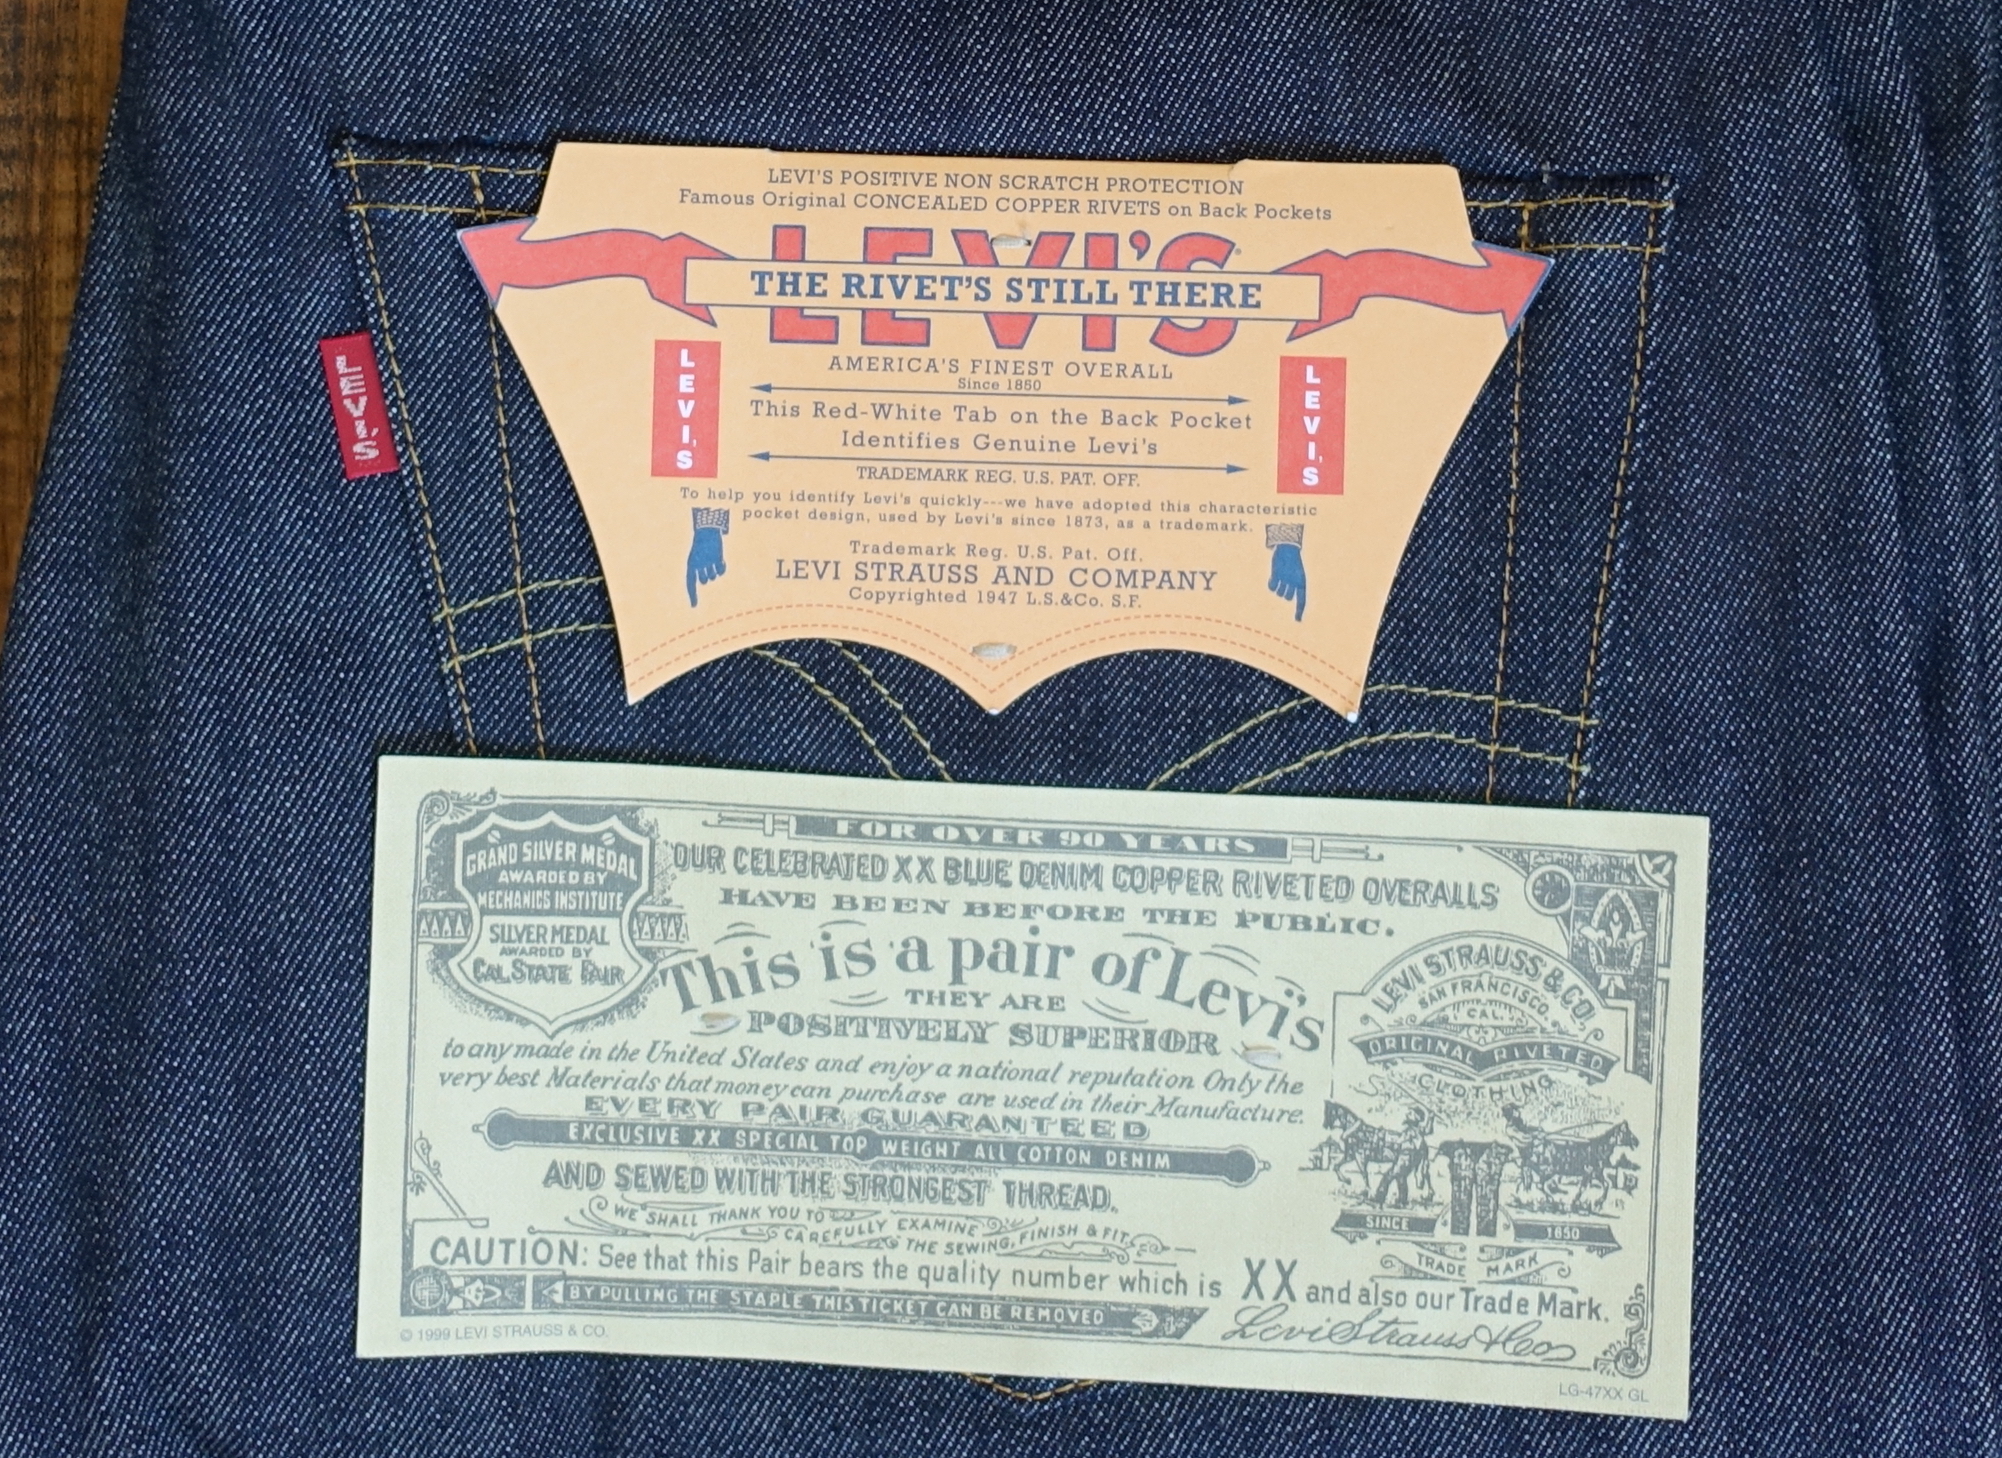 LEVI'S POSITIVE NON SCRATCH PROTECTION
Famous Original CONCEALED COPPER RIVETS on Back Pockets
LEVI'S
THE RIVET'S STILL THERE
AMERICA'S FINEST OVERALL
Since 1850
This Red-White Tab on the Back Pocket
Identifies Genuine Levi's
TRADEMARK REG. U.S. PAT. OFF.
LEVI'S
LEVI'S
LEVI'S
To help you identify Levi's quickly---we have adopted this characteristic
pocket design, used by Levi's since 1873, as a trademark.
Trademark Reg. U.S. Pat. Off.
LEVI STRAUSS AND COMPANY
Copyrighted 1947 L.S.&Co. S.F.
GRAND SILVER MEDAL
AWARDED BY
MECHANICS INSTITUTE
SILVER MEDAL
AWARDED BY
CAL. STATE FAIR
FOR OVER 90 YEARS
OUR CELEBRATED XX BLUE DENIM COPPER RIVETED OVERALLS
HAVE BEEN BEFORE THE PUBLIC.
This is a pair of Levi's
THEY ARE
POSITIVELY SUPERIOR
to any made in the United States and enjoy a national reputation Only the
very best Materials that money can purchase are used in their Manufacture.
EVERY PAIR GUARANTEED
EXCLUSIVE XX SPECIAL TOP WEIGHT ALL COTTON DENIM
AND SEWED WITH THE STRONGEST THREAD.
WE SHALL THANK YOU TO
CAREFULLY EXAMINE
THE SEWING, FINISH & FIT.
LEVI STRAUSS & CO.
SAN FRANCISCO.
CAL.
ORIGINAL RIVETED
CLOTHING
SINCE 1850
TRADE MARK
CAUTION: See that this Pair bears the quality number which is XX and also our Trade Mark.
BY PULLING THE STAPLE THIS TICKET CAN BE REMOVED
Levi Strauss & Co
© 1999 LEVI STRAUSS & CO.
LG-47XX GL